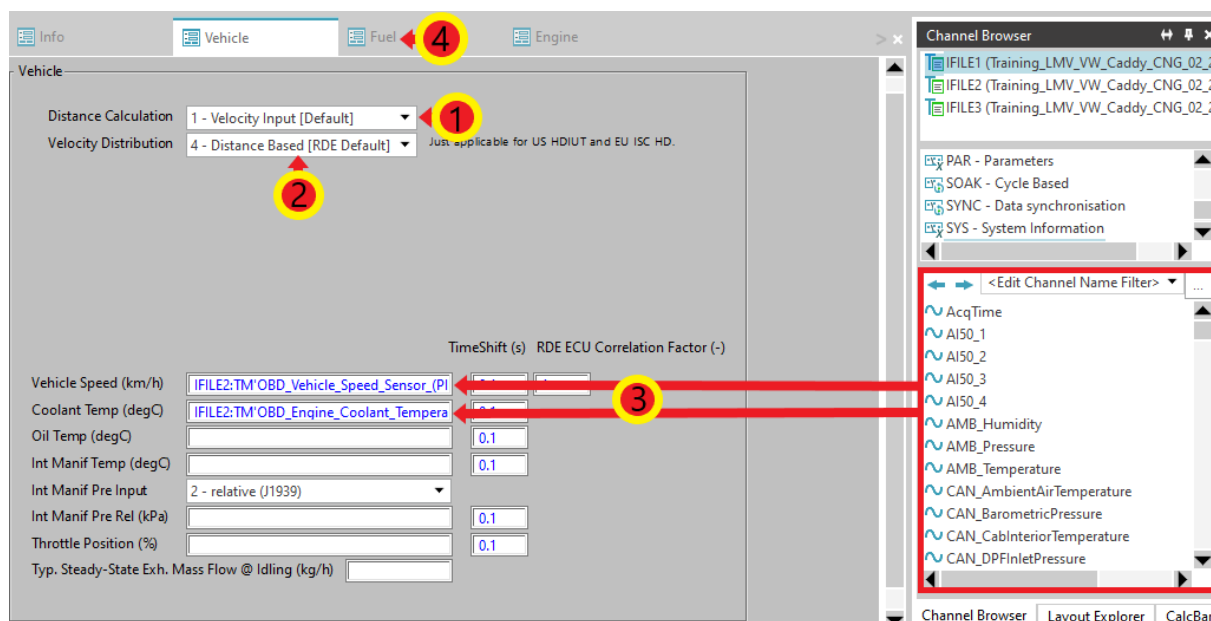 Info
Vehicle
Fuel
4
Engine
Vehicle
Distance Calculation 1 - Velocity Input [Default]
1
Velocity Distribution 4 - Distance Based [RDE Default] Just applicable for US HDIUT and EU ISC HD.
2
TimeShift (s) RDE ECU Correlation Factor (-)
Vehicle Speed (km/h) IFILE2:TM'OBD_Vehicle_Speed_Sensor_(PI
Coolant Temp (degC) IFILE2:TM'OBD_Engine_Coolant_Tempera
3
Oil Temp (degC) 0.1
Int Manif Temp (degC) 0.1
Int Manif Pre Input 2 - relative (J1939)
Int Manif Pre Rel (kPa) 0.1
Throttle Position (%) 0.1
Typ. Steady-State Exh. Mass Flow @ Idling (kg/h)
Channel Browser
IFILE1 (Training_LMV_VW_Caddy_CNG_02_2
IFILE2 (Training_LMV_VW_Caddy_CNG_02_2
IFILE3 (Training_LMV_VW_Caddy_CNG_02_2
PAR - Parameters
SOAK - Cycle Based
SYNC - Data synchronisation
SYS - System Information
<Edit Channel Name Filter> ...
AcqTime
AI50_1
AI50_2
AI50_3
AI50_4
AMB_Humidity
AMB_Pressure
AMB_Temperature
CAN_AmbientAirTemperature
CAN_BarometricPressure
CAN_CabInteriorTemperature
CAN_DPFInletPressure
Channel Browser Layout Explorer CalcBar